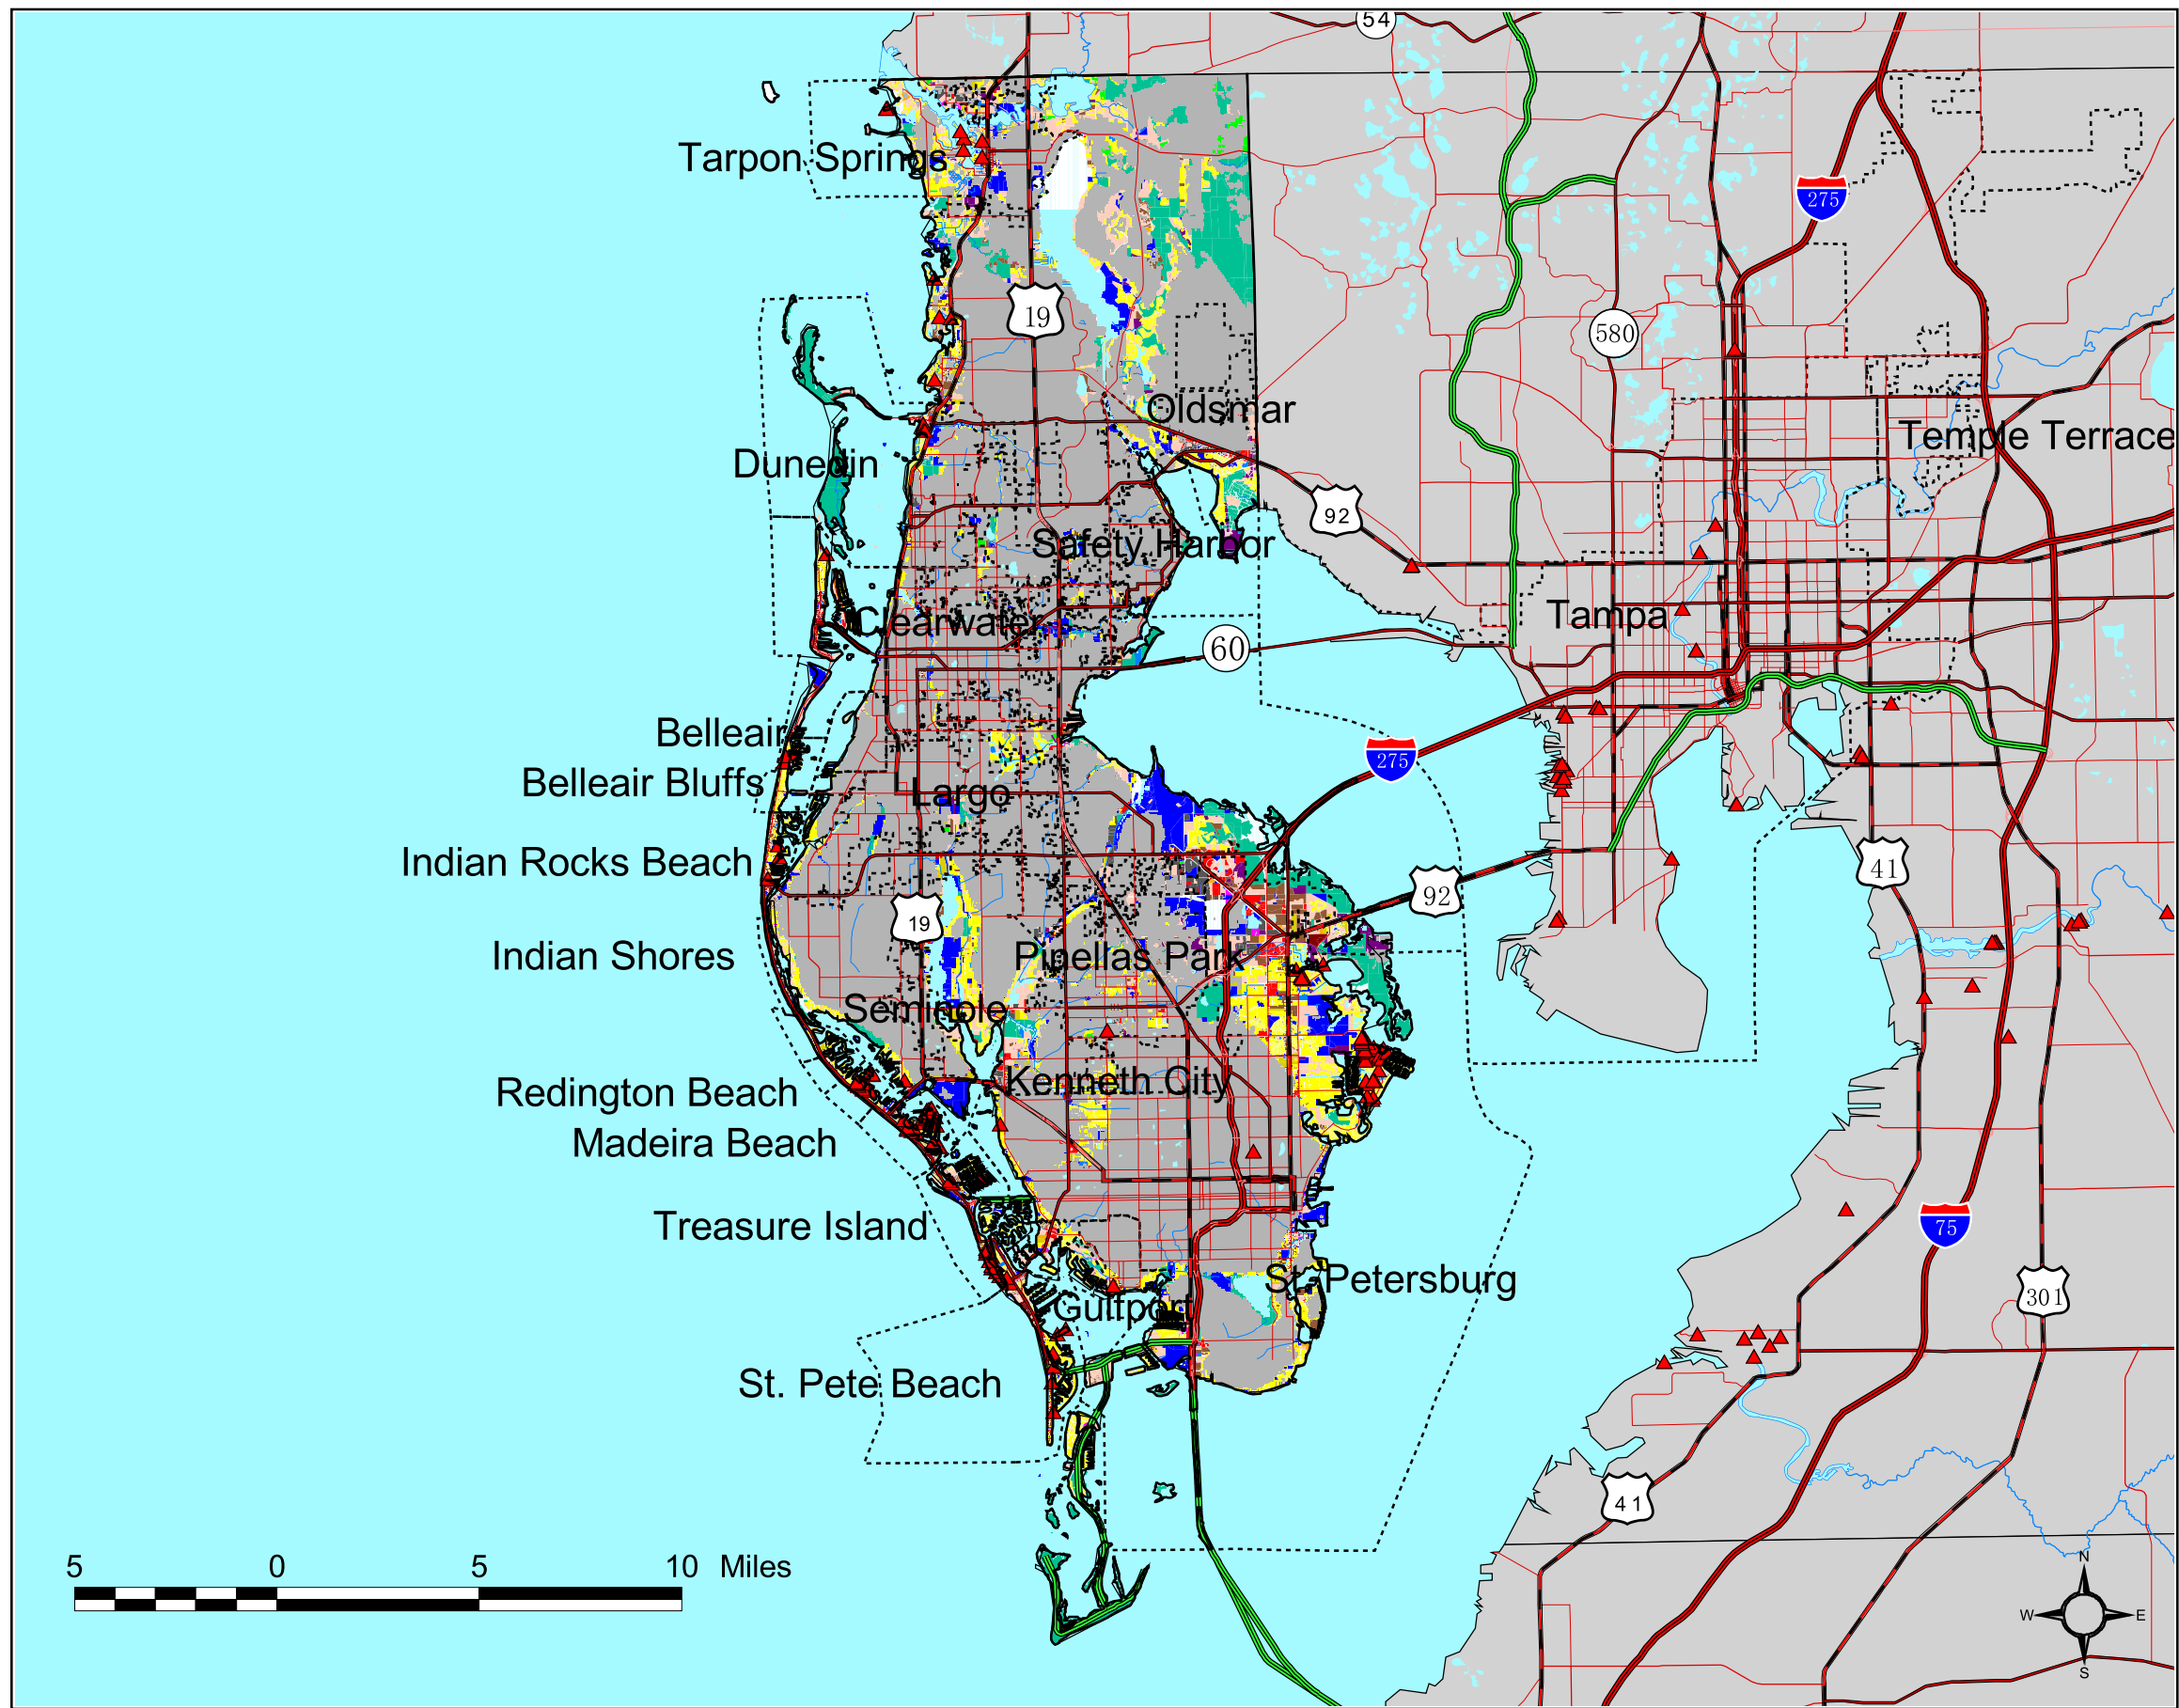 54
Tarpon Springs
275
19
580
Oldsmar
Temple Terrace
Dunedin
92
Safety Harbor
Tampa
Clearwater
60
Belleair
275
Belleair Bluffs
Largo
Indian Rocks Beach
41
92
19
Indian Shores
Pinellas Park
Seminole
Kenneth City
Redington Beach
Madeira Beach
Treasure Island
75
St. Petersburg
301
Gulfport
St. Pete Beach
41
5 0 5 10 Miles
N
W E
S